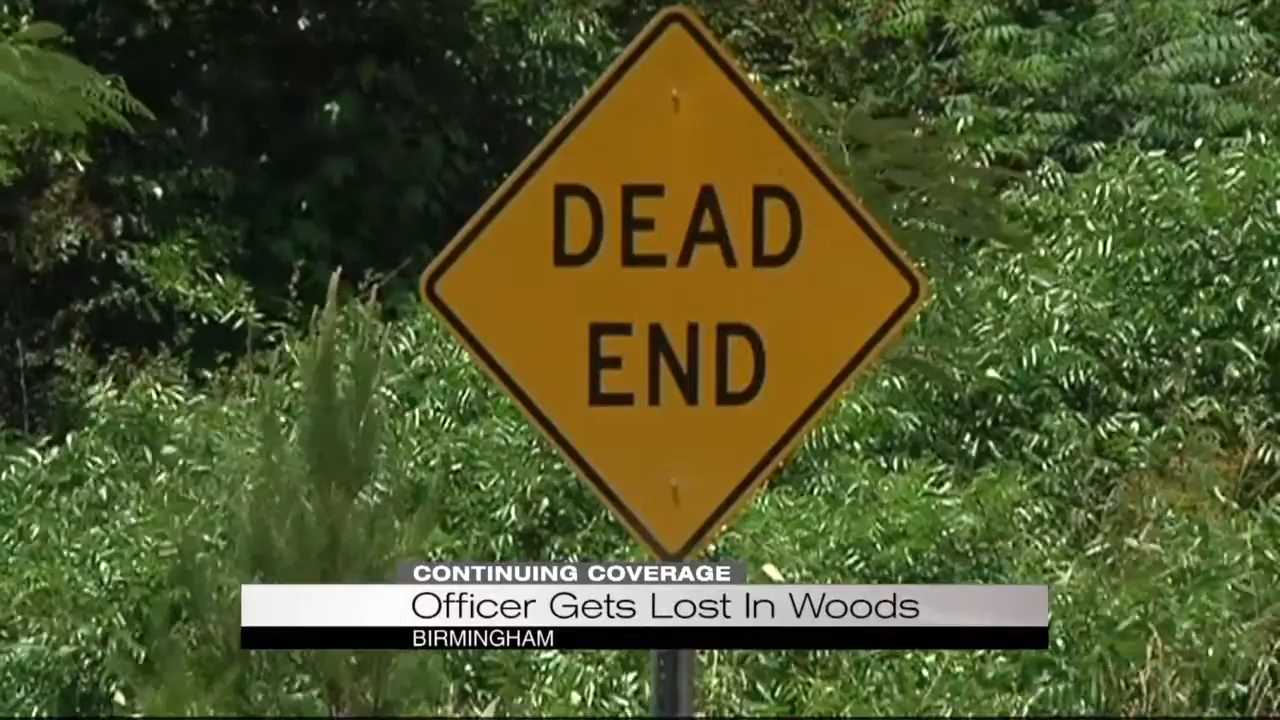 DEAD
END
CONTINUING COVERAGE
Officer Gets Lost In Woods
BIRMINGHAM